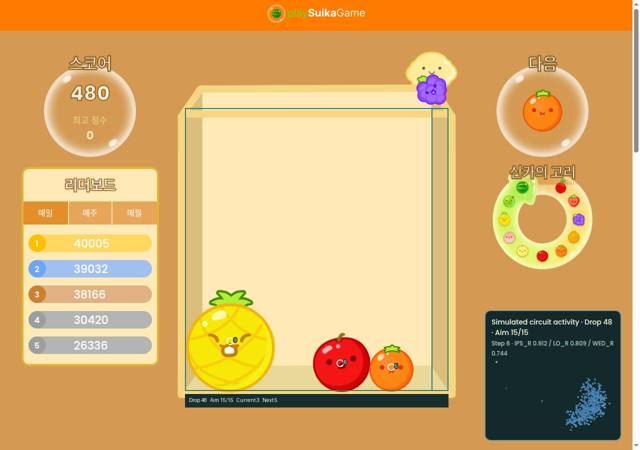 playSuikaGame
스코어
480
최고 점수
0
다음
리더보드
매일 매주 매월
1 40005
2 39032
3 38166
4 30420
5 26336
신카의 고리
Simulated circuit activity · Drop 48
· Aim 15/15
Step 6 · IPS_R 0.912 / LO_R 0.809 / WED_R
0.744
Drop 48 Aim 15/15 Current 3 Next 5